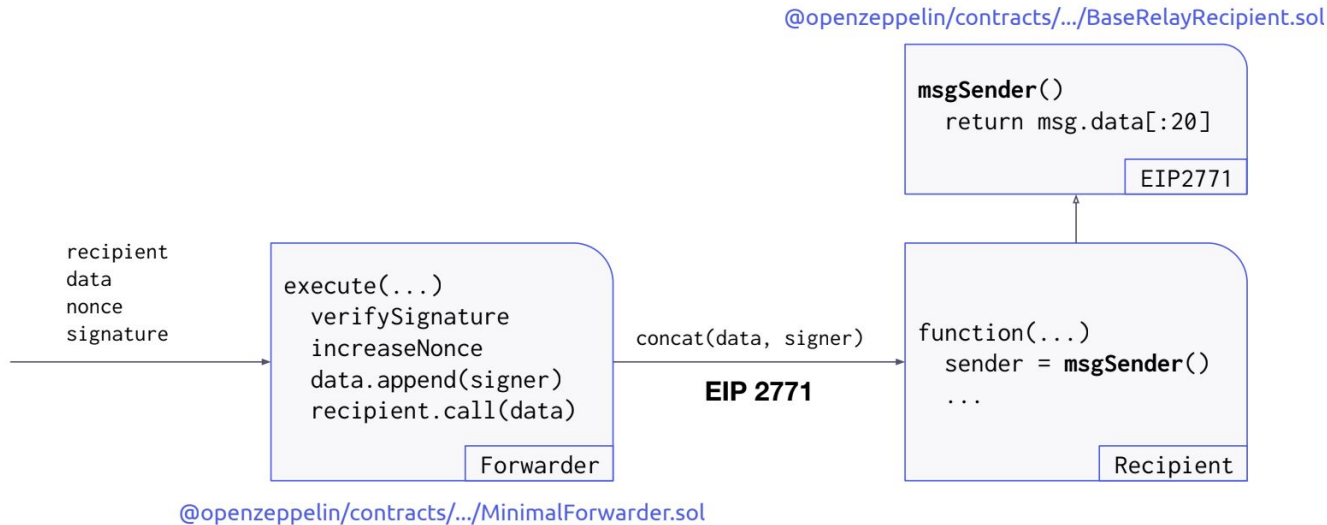 @openzeppelin/contracts/.../BaseRelayRecipient.sol
msgSender()
return msg.data[:20]
EIP2771
recipient
data
nonce
signature
execute(...)
verifySignature
increaseNonce
data.append(signer)
recipient.call(data)
Forwarder
@openzeppelin/contracts/.../MinimalForwarder.sol
concat(data, signer)
EIP 2771
function(...)
sender = msgSender()
...
Recipient